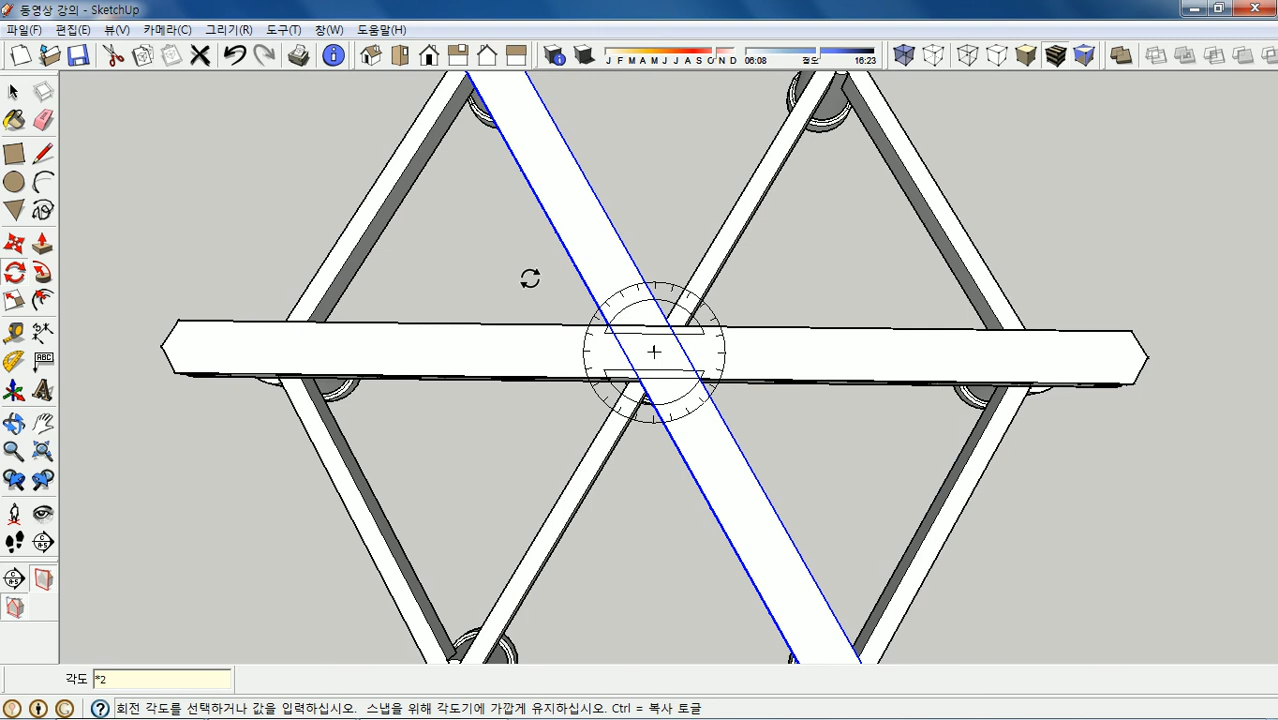 동영상 강의 - SketchUp
파일(F) 편집(E) 뷰(V) 카메라(C) 그리기(R) 도구(T) 창(W) 도움말(H)
J F M A M J J A S O N D 06:08 정오 16:23
ABC
각도 *2
회전 각도를 선택하거나 값을 입력하십시오. 스냅을 위해 각도기에 가깝게 유지하십시오. Ctrl = 복사 토글